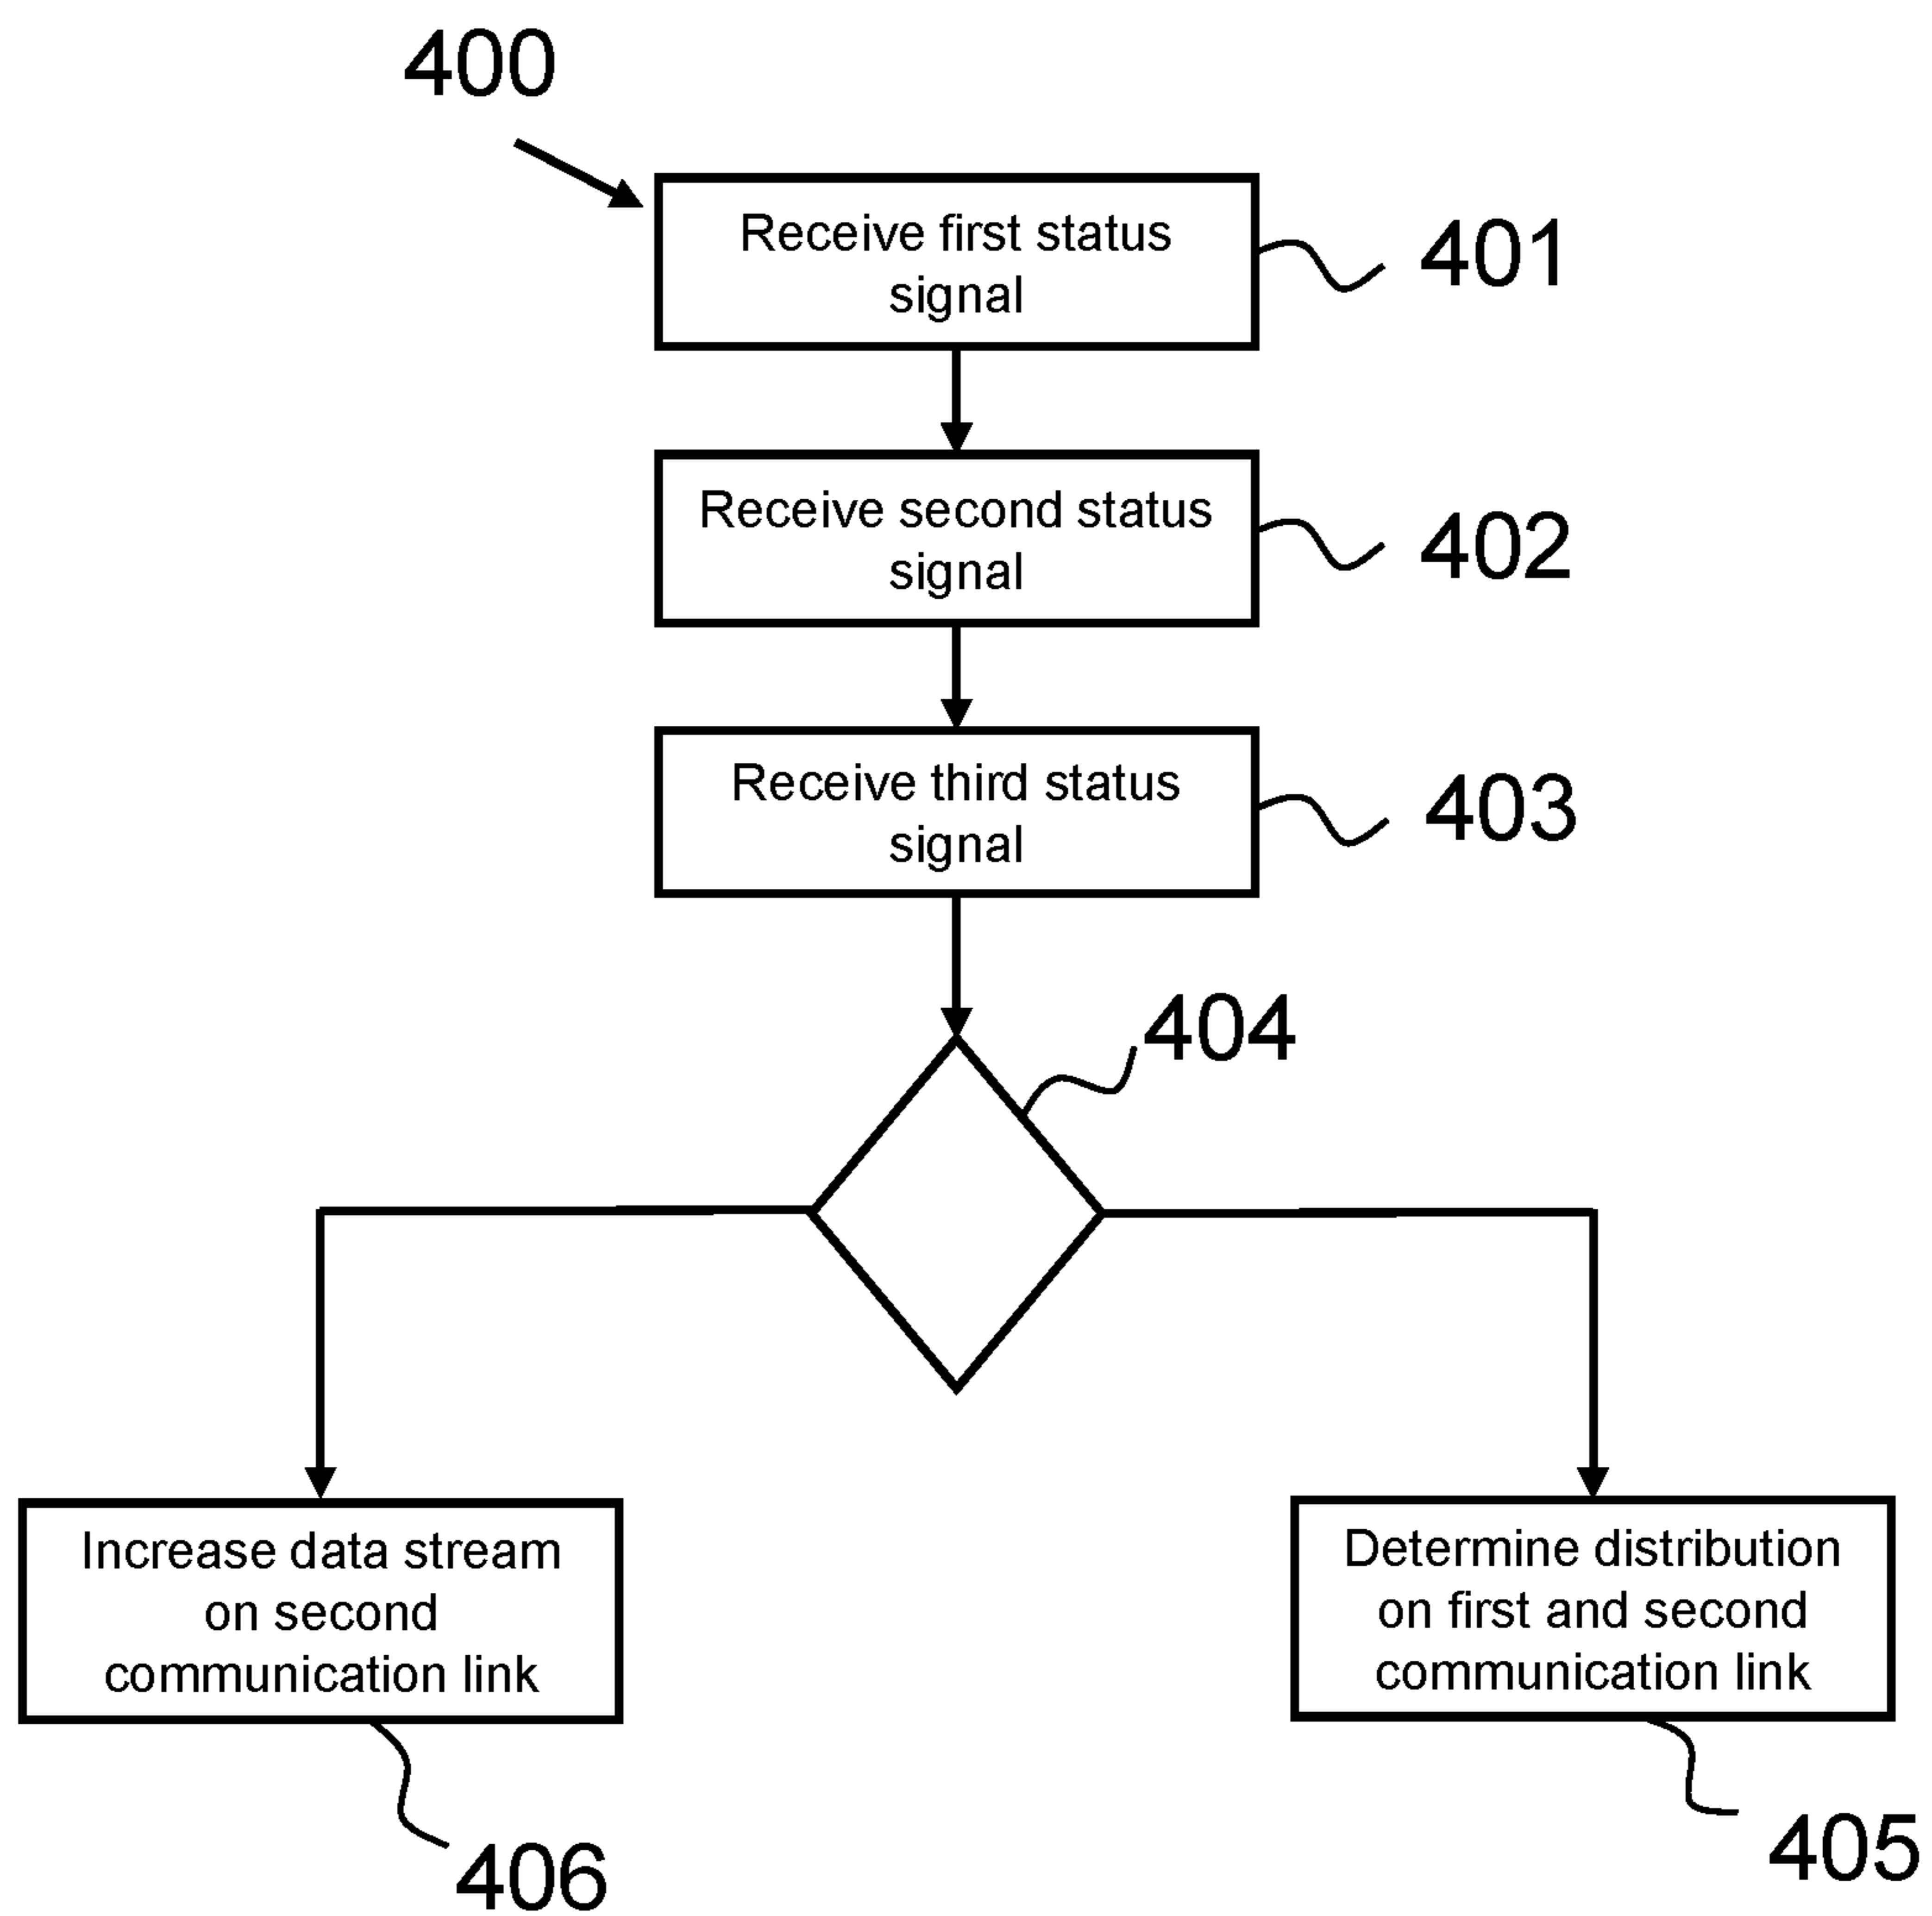 400
Receive first status
signal
401
Receive second status
signal
402
Receive third status
signal
403
404
Increase data stream
on second
communication link
406
Determine distribution
on first and second
communication link
405